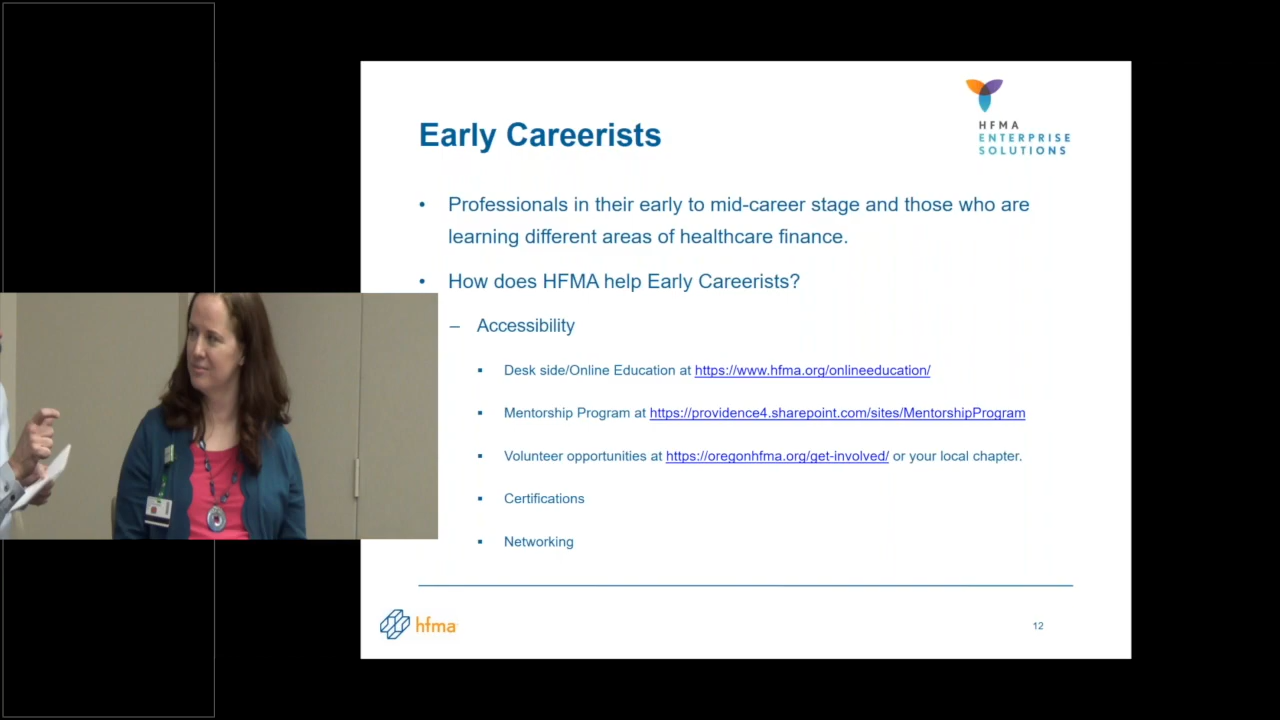 Early Careerists
HFMA
ENTERPRISE
SOLUTIONS
• Professionals in their early to mid-career stage and those who are
learning different areas of healthcare finance.
• How does HFMA help Early Careerists?
– Accessibility
▪ Desk side/Online Education at https://www.hfma.org/onlineeducation/
▪ Mentorship Program at https://providence4.sharepoint.com/sites/MentorshipProgram
▪ Volunteer opportunities at https://oregonhfma.org/get-involved/ or your local chapter.
▪ Certifications
▪ Networking
hfma
12